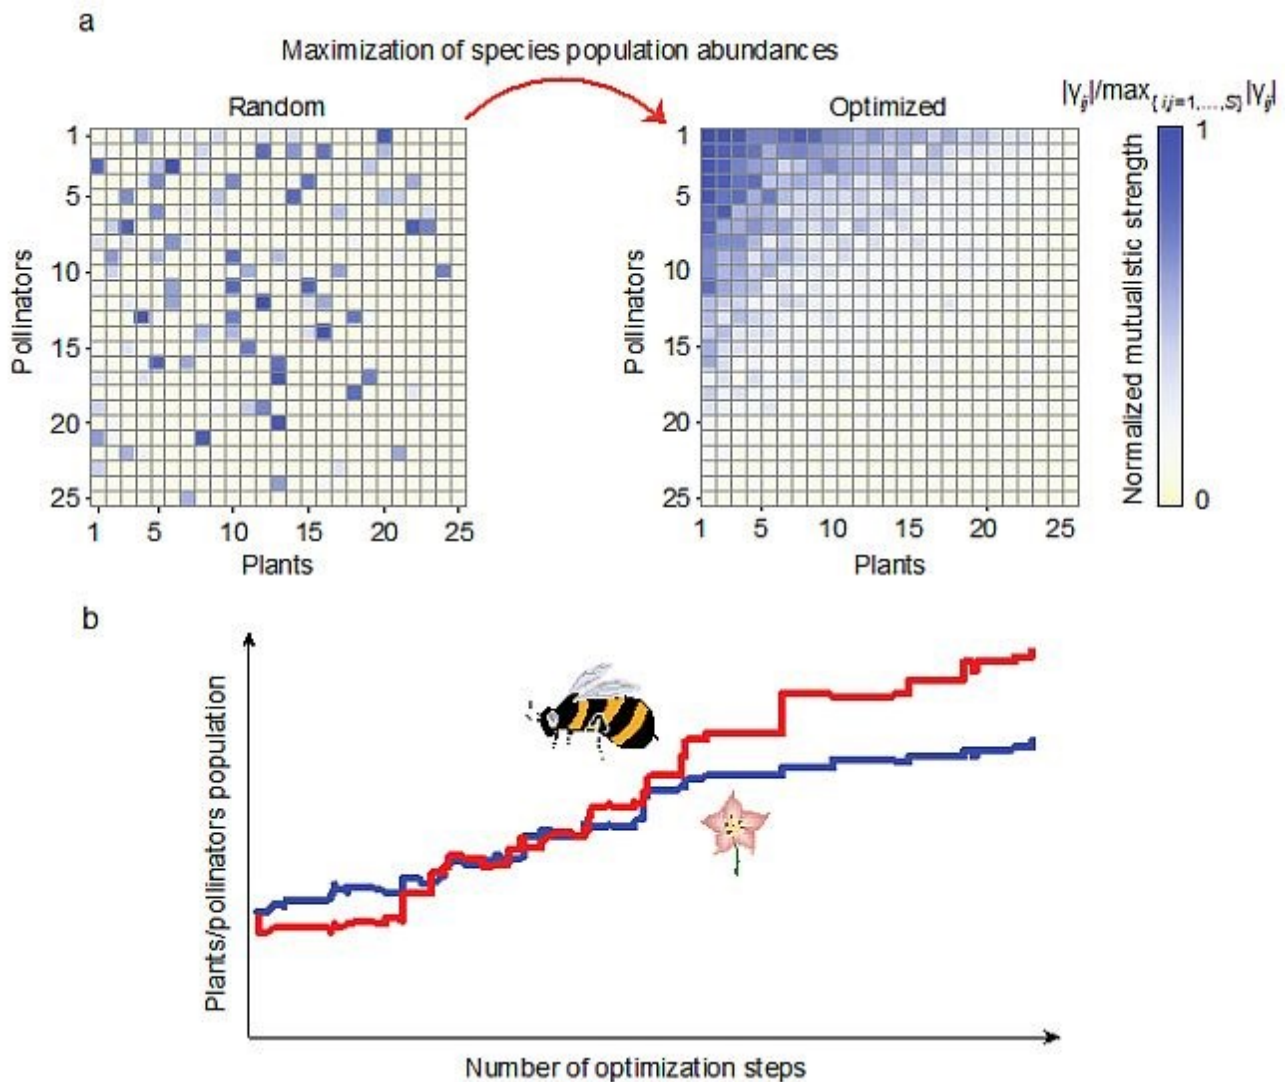 a
Maximization of species population abundances
Random
Optimized
|γij|/max{ij=1,...,S}|γij|
Pollinators
1
5
10
15
20
25
1 5 10 15 20 25
Plants
Pollinators
1
5
10
15
20
25
1 5 10 15 20 25
Plants
Normalized mutualistic strength
1
0
b
Plants/pollinators population
Number of optimization steps